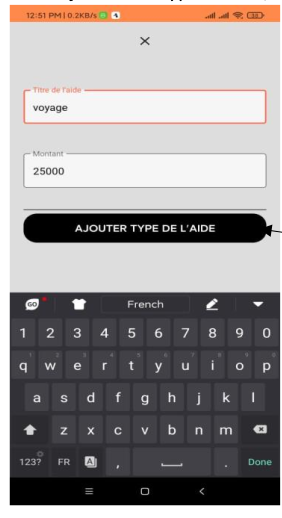 12:51 PM | 0.2KB/s
×
Titre de l'aide
voyage
Montant
25000
AJOUTER TYPE DE L'AIDE
GO French
1 2 3 4 5 6 7 8 9 0
q w e r t y u i o p
a s d f g h j k l
z x c v b n m
123? FR , . Done